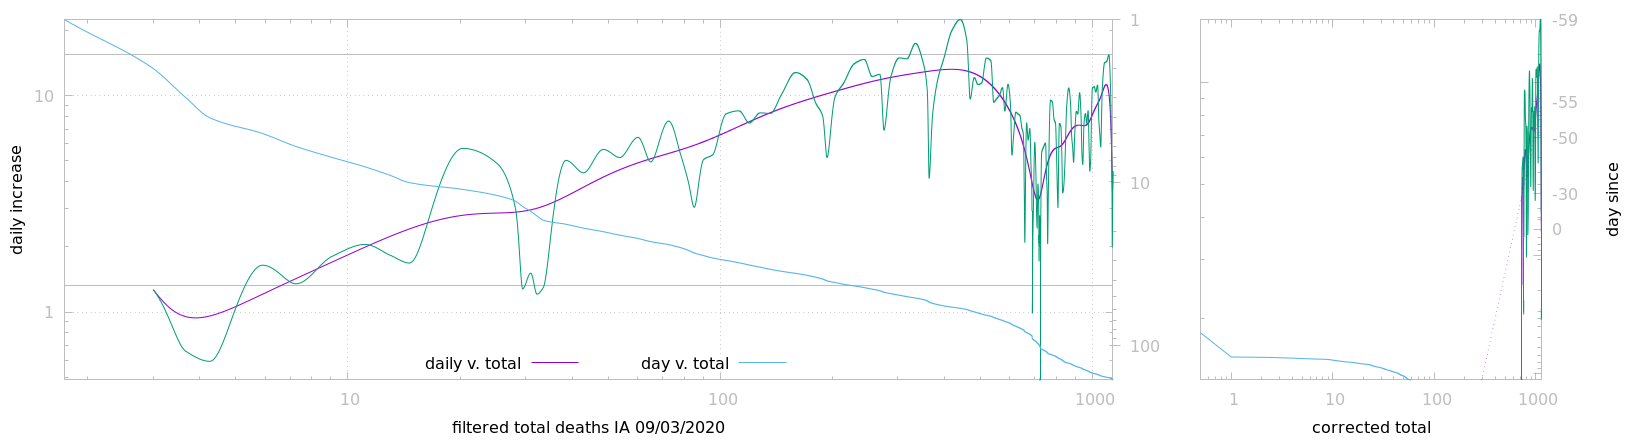 daily increase
10
1
daily v. total
day v. total
1
10
100
10
100
1000
filtered total deaths IA 09/03/2020
-59
-55
-50
-30
0
day since
1
10
100
1000
corrected total